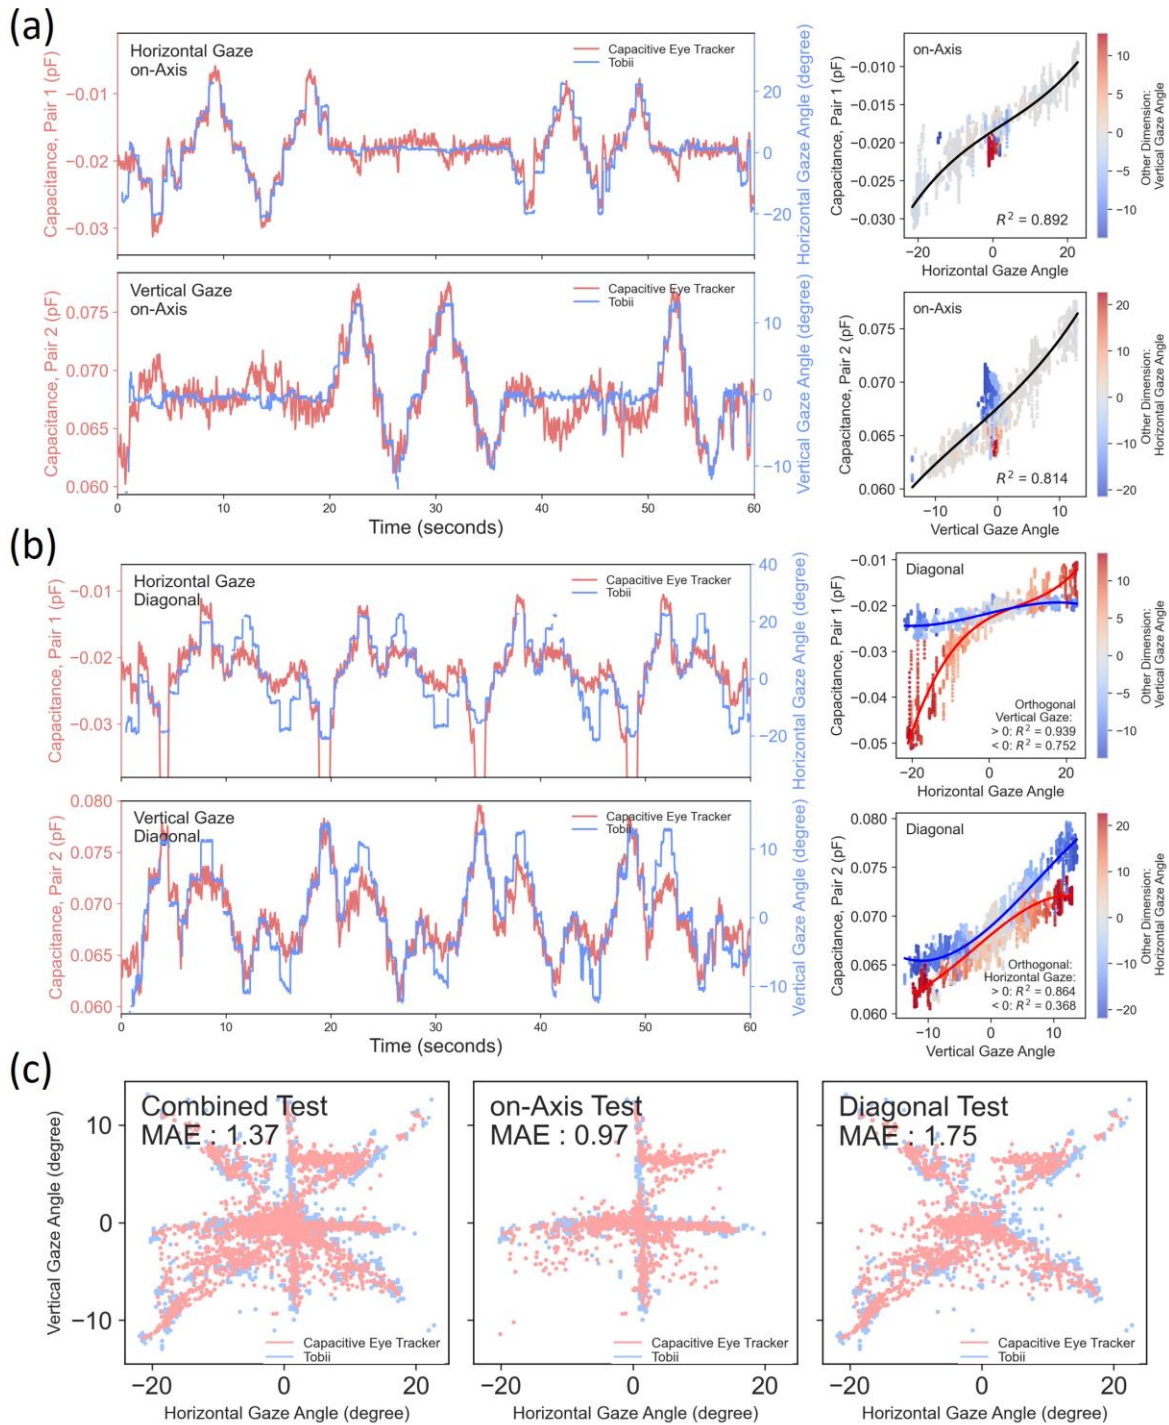 (a)
Horizontal Gaze
on-Axis
Capacitive Eye Tracker
Tobii
Capacitance, Pair 1 (pF)
−0.01
−0.02
−0.03
Horizontal Gaze Angle (degree)
20
0
−20
on-Axis
Capacitance, Pair 1 (pF)
−0.010
−0.015
−0.020
−0.025
−0.030
R² = 0.892
−20 0 20
Horizontal Gaze Angle
10
5
0
−5
−10
Other Dimension:
Vertical Gaze Angle
Vertical Gaze
on-Axis
Capacitive Eye Tracker
Tobii
Capacitance, Pair 2 (pF)
0.075
0.070
0.065
0.060
Vertical Gaze Angle (degree)
10
0
−10
0 10 20 30 40 50 60
Time (seconds)
on-Axis
Capacitance, Pair 2 (pF)
0.075
0.070
0.065
0.060
R² = 0.814
−10 0 10
Vertical Gaze Angle
20
10
0
−10
−20
Other Dimension:
Horizontal Gaze Angle
(b)
Horizontal Gaze
Diagonal
Capacitive Eye Tracker
Tobii
Capacitance, Pair 1 (pF)
−0.01
−0.02
−0.03
Horizontal Gaze Angle (degree)
40
20
0
−20
0 10 20 30 40 50 60
Diagonal
Capacitance, Pair 1 (pF)
−0.01
−0.02
−0.03
−0.04
−0.05
Orthogonal
Vertical Gaze:
> 0: R² = 0.939
< 0: R² = 0.752
−20 0 20
Horizontal Gaze Angle
10
5
0
−5
−10
Other Dimension:
Vertical Gaze Angle
Vertical Gaze
Diagonal
Capacitive Eye Tracker
Tobii
Capacitance, Pair 2 (pF)
0.080
0.075
0.070
0.065
0.060
Vertical Gaze Angle (degree)
10
0
−10
0 10 20 30 40 50 60
Time (seconds)
Diagonal
Capacitance, Pair 2 (pF)
0.080
0.075
0.070
0.065
0.060
Orthogonal:
Horizontal Gaze:
> 0: R² = 0.864
< 0: R² = 0.368
−10 0 10
Vertical Gaze Angle
20
10
0
−10
−20
Other Dimension:
Horizontal Gaze Angle
(c)
Vertical Gaze Angle (degree)
10
0
−10
Combined Test
MAE : 1.37
Capacitive Eye Tracker
Tobii
−20 0 20
Horizontal Gaze Angle (degree)
on-Axis Test
MAE : 0.97
Capacitive Eye Tracker
Tobii
−20 0 20
Horizontal Gaze Angle (degree)
Diagonal Test
MAE : 1.75
Capacitive Eye Tracker
Tobii
−20 0 20
Horizontal Gaze Angle (degree)